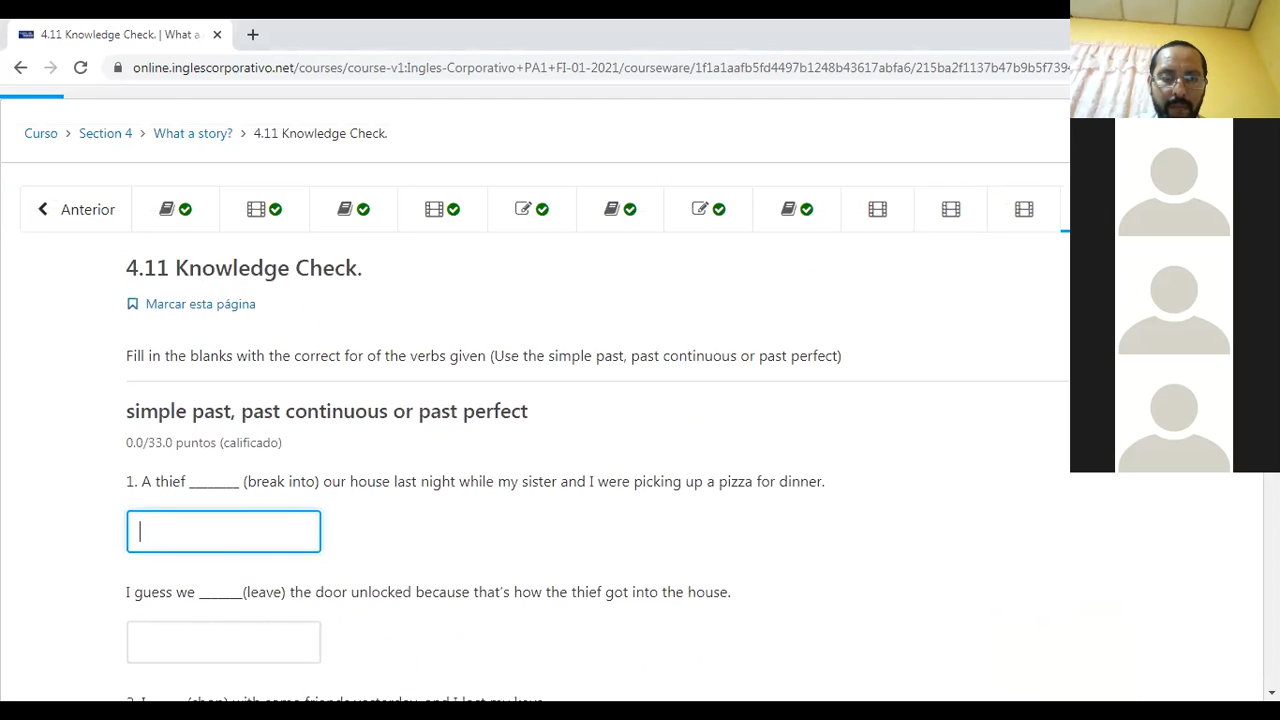 4.11 Knowledge Check. | What a
online.inglescorporativo.net/courses/course-v1:Ingles-Corporativo+PA1+FI-01-2021/courseware/1f1a1aafb5fd4497b1248b43617abfa6/215ba2f1137b47b9b5f739
Curso > Section 4 > What a story? > 4.11 Knowledge Check.
Anterior
4.11 Knowledge Check.
Marcar esta página
Fill in the blanks with the correct for of the verbs given (Use the simple past, past continuous or past perfect)
simple past, past continuous or past perfect
0.0/33.0 puntos (calificado)
1. A thief ________ (break into) our house last night while my sister and I were picking up a pizza for dinner.
I guess we _______(leave) the door unlocked because that's how the thief got into the house.